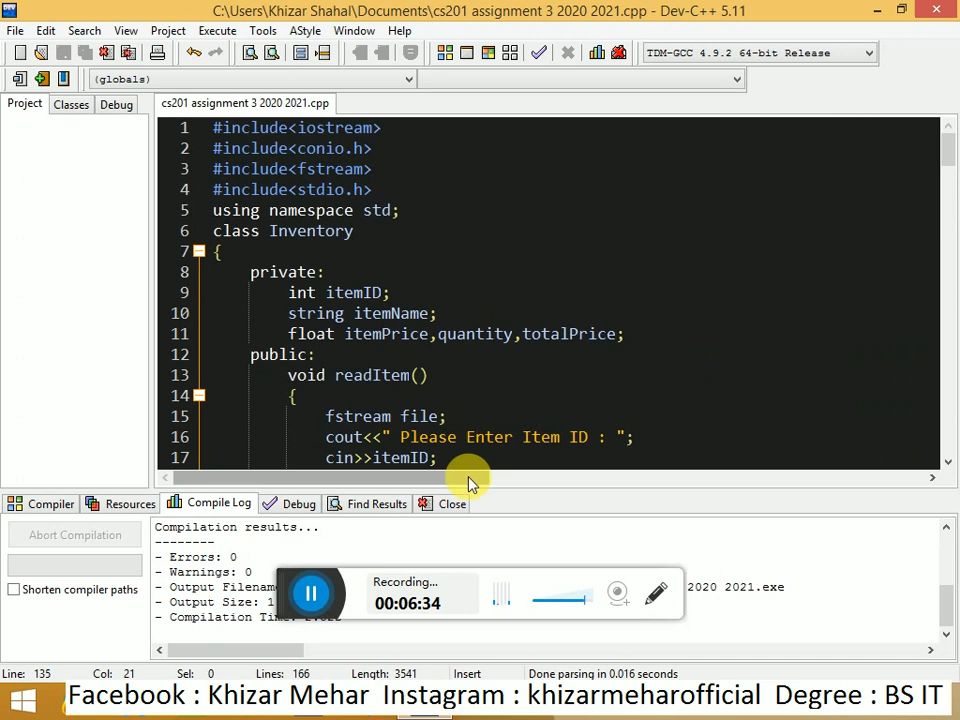 C:\Users\Khizar Shahal\Documents\cs201 assignment 3 2020 2021.cpp - Dev-C++ 5.11
File Edit Search View Project Execute Tools AStyle Window Help
TDM-GCC 4.9.2 64-bit Release
(globals)
Project Classes Debug cs201 assignment 3 2020 2021.cpp
1 #include<iostream>
2 #include<conio.h>
3 #include<fstream>
4 #include<stdio.h>
5 using namespace std;
6 class Inventory
7 {
8 private:
9 int itemID;
10 string itemName;
11 float itemPrice,quantity,totalPrice;
12 public:
13 void readItem()
14 {
15 fstream file;
16 cout<<" Please Enter Item ID : ";
17 cin>>itemID;
Compiler Resources Compile Log Debug Find Results Close
Abort Compilation
Shorten compiler paths
Compilation results...
--------
- Errors: 0
- Warnings: 0
- Output Filenam 2020 2021.exe
- Output Size: 1
- Compilation Time:
Recording...
00:06:34
Line: 135 Col: 21 Sel: 0 Lines: 166 Length: 3541 Insert Done parsing in 0.016 seconds
Facebook : Khizar Mehar Instagram : khizarmeharofficial Degree : BS IT